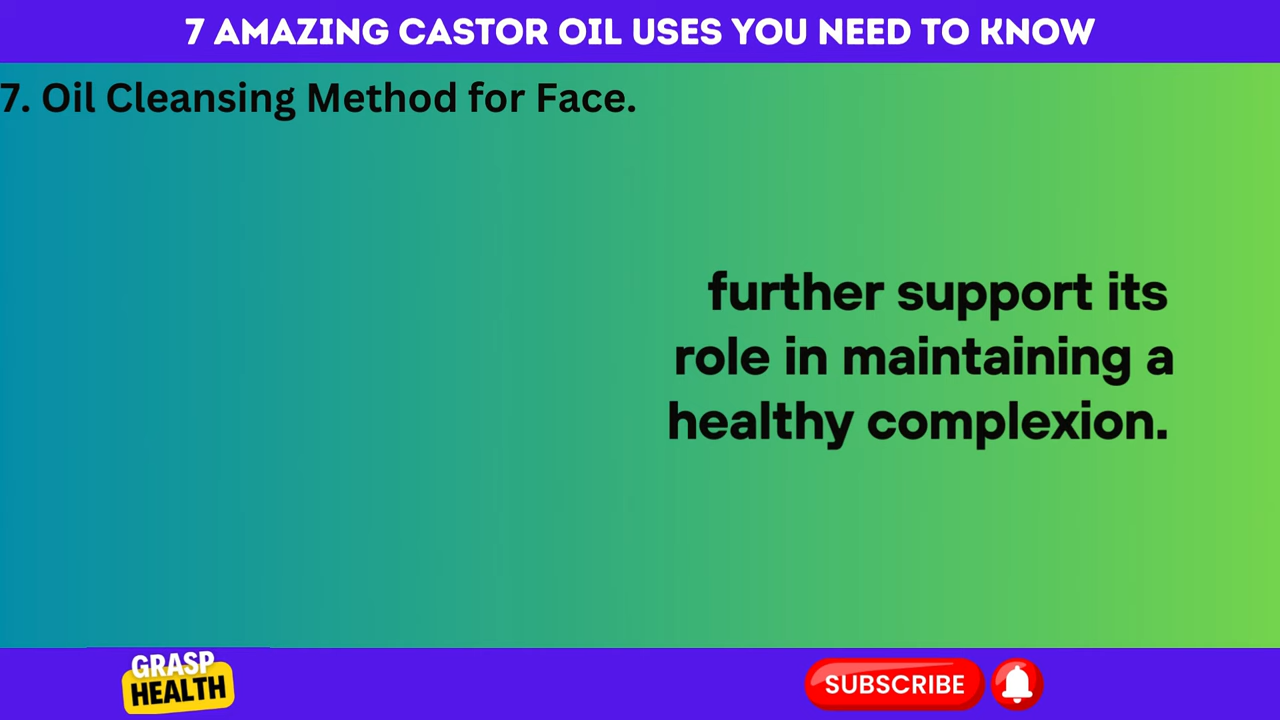 7 AMAZING CASTOR OIL USES YOU NEED TO KNOW
7. Oil Cleansing Method for Face.
further support its
role in maintaining a
healthy complexion.
GRASP
HEALTH
SUBSCRIBE